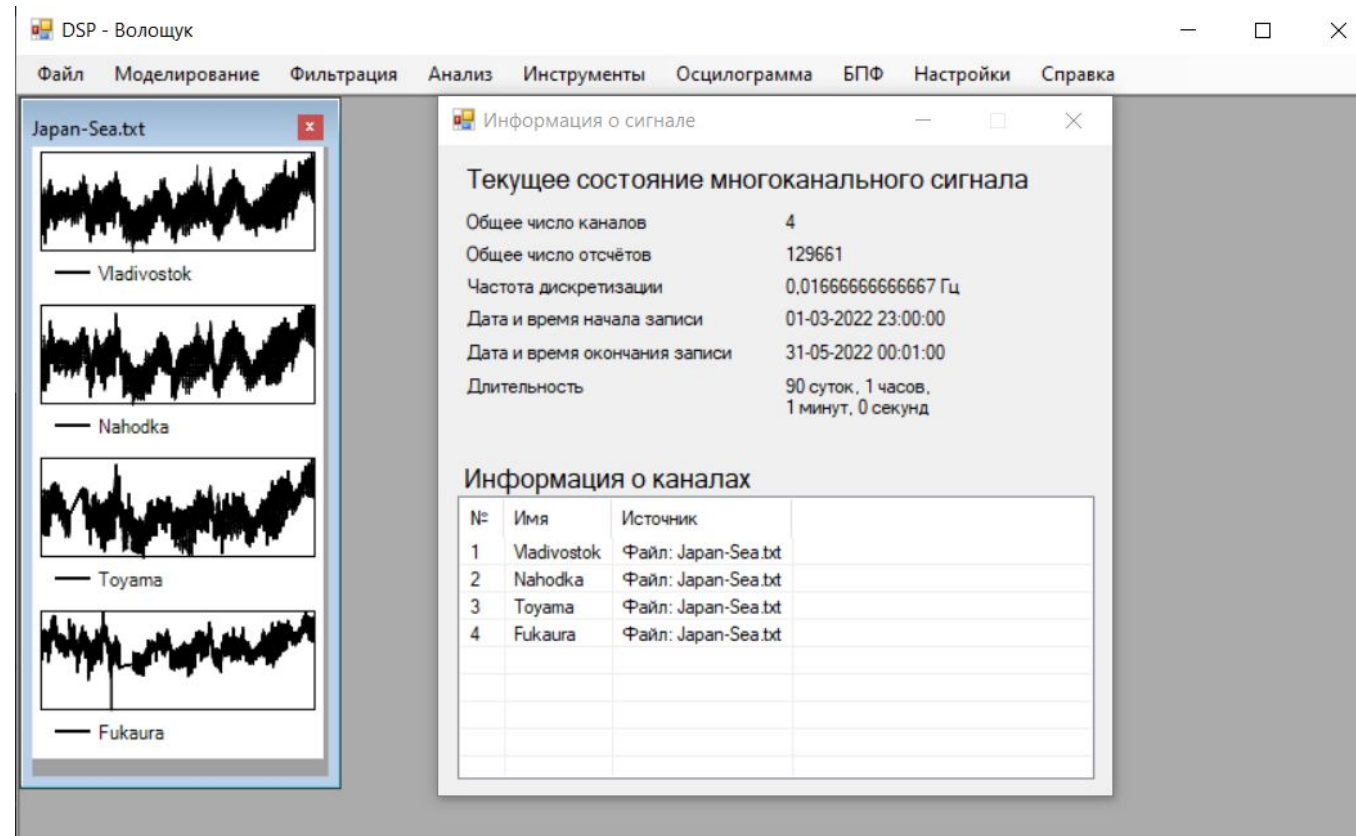 DSP - Волощук
Файл Моделирование Фильтрация Анализ Инструменты Осцилограмма БПФ Настройки Справка
Japan-Sea.txt
Vladivostok
Nahodka
Toyama
Fukaura
Информация о сигнале
Текущее состояние многоканального сигнала
Общее число каналов 4
Общее число отсчётов 129661
Частота дискретизации 0,01666666666667 Гц
Дата и время начала записи 01-03-2022 23:00:00
Дата и время окончания записи 31-05-2022 00:01:00
Длительность 90 суток, 1 часов,
1 минут, 0 секунд
Информация о каналах
№ Имя Источник
1 Vladivostok Файл: Japan-Sea.txt
2 Nahodka Файл: Japan-Sea.txt
3 Toyama Файл: Japan-Sea.txt
4 Fukaura Файл: Japan-Sea.txt